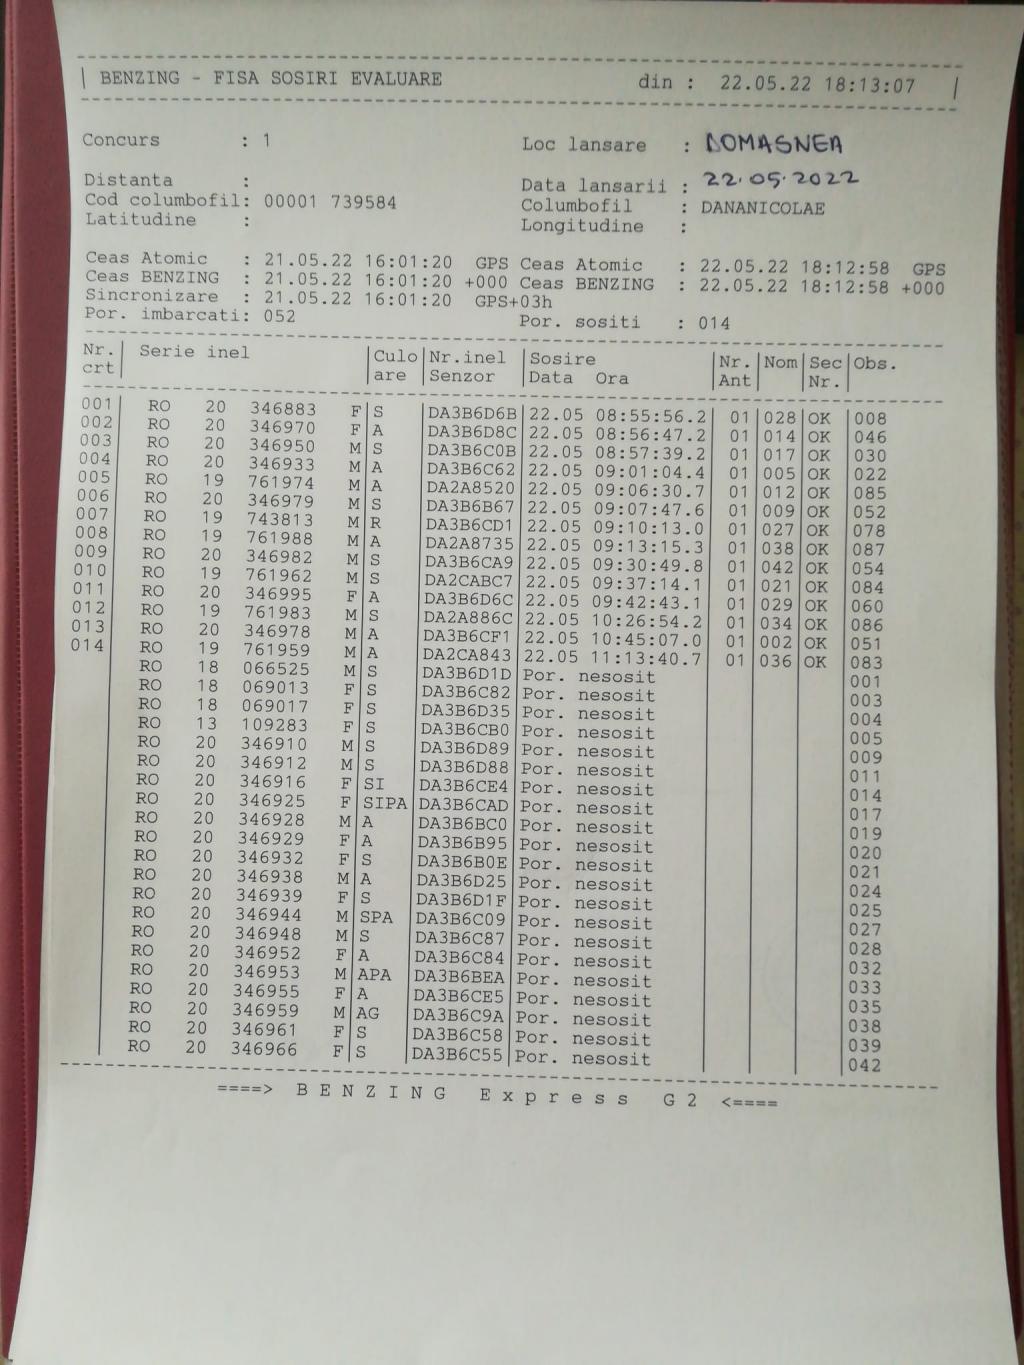 BENZING - FISA SOSIRI EVALUARE din : 22.05.22 18:13:07
Concurs : 1 Loc lansare : DOMASNEA
Distanta : Data lansarii : 22.05.2022
Cod columbofil: 00001 739584 Columbofil : DANANICOLAE
Latitudine : Longitudine :
Ceas Atomic : 21.05.22 16:01:20 GPS Ceas Atomic : 22.05.22 18:12:58 GPS
Ceas BENZING : 21.05.22 16:01:20 +000 Ceas BENZING : 22.05.22 18:12:58 +000
Sincronizare : 21.05.22 16:01:20 GPS+03h
Por. imbarcati: 052 Por. sositi : 014
Nr. Serie inel Culo Nr.inel Sosire Nr. Nom Sec Obs.
crt are Senzor Data Ora Ant Nr.
001 RO 20 346883 F S DA3B6D6B 22.05 08:55:56.2 01 028 OK 008
002 RO 20 346970 F A DA3B6D8C 22.05 08:56:47.2 01 014 OK 046
003 RO 20 346950 M S DA3B6C0B 22.05 08:57:39.2 01 017 OK 030
004 RO 20 346933 M A DA3B6C62 22.05 09:01:04.4 01 005 OK 022
005 RO 19 761974 M A DA2A8520 22.05 09:06:30.7 01 012 OK 085
006 RO 20 346979 M S DA3B6B67 22.05 09:07:47.6 01 009 OK 052
007 RO 19 743813 M R DA3B6CD1 22.05 09:10:13.0 01 027 OK 078
008 RO 19 761988 M A DA2A8735 22.05 09:13:15.3 01 038 OK 087
009 RO 20 346982 M S DA3B6CA9 22.05 09:30:49.8 01 042 OK 054
010 RO 19 761962 M S DA2CABC7 22.05 09:37:14.1 01 021 OK 084
011 RO 20 346995 F A DA3B6D6C 22.05 09:42:43.1 01 029 OK 060
012 RO 19 761983 M S DA2A886C 22.05 10:26:54.2 01 034 OK 086
013 RO 20 346978 M A DA3B6CF1 22.05 10:45:07.0 01 002 OK 051
014 RO 19 761959 M A DA2CA843 22.05 11:13:40.7 01 036 OK 083
RO 18 066525 M S DA3B6D1D Por. nesosit 001
RO 18 069013 F S DA3B6C82 Por. nesosit 003
RO 18 069017 F S DA3B6D35 Por. nesosit 004
RO 13 109283 F S DA3B6CB0 Por. nesosit 005
RO 20 346910 M S DA3B6D89 Por. nesosit 009
RO 20 346912 M S DA3B6D88 Por. nesosit 011
RO 20 346916 F SI DA3B6CE4 Por. nesosit 014
RO 20 346925 F SIPA DA3B6CAD Por. nesosit 017
RO 20 346928 M A DA3B6BC0 Por. nesosit 019
RO 20 346929 F A DA3B6B95 Por. nesosit 020
RO 20 346932 F S DA3B6B0E Por. nesosit 021
RO 20 346938 M A DA3B6D25 Por. nesosit 024
RO 20 346939 F S DA3B6D1F Por. nesosit 025
RO 20 346944 M SPA DA3B6C09 Por. nesosit 027
RO 20 346948 M S DA3B6C87 Por. nesosit 028
RO 20 346952 F A DA3B6C84 Por. nesosit 032
RO 20 346953 M APA DA3B6BEA Por. nesosit 033
RO 20 346955 F A DA3B6CE5 Por. nesosit 035
RO 20 346959 M AG DA3B6C9A Por. nesosit 038
RO 20 346961 F S DA3B6C58 Por. nesosit 039
RO 20 346966 F S DA3B6C55 Por. nesosit 042
====> B E N Z I N G E x p r e s s G 2 <====